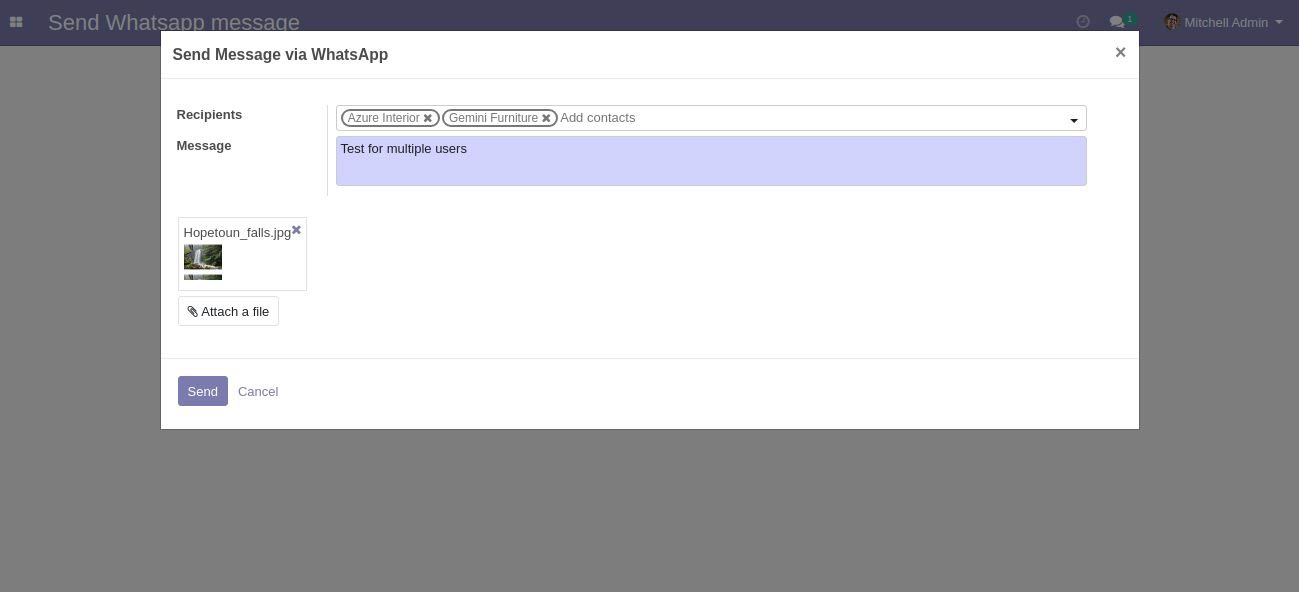 Send Whatsapp message
1
Mitchell Admin
Send Message via WhatsApp
×
Recipients
Azure Interior
Gemini Furniture
Add contacts
Message
Test for multiple users
Hopetoun_falls.jpg
Attach a file
Send
Cancel